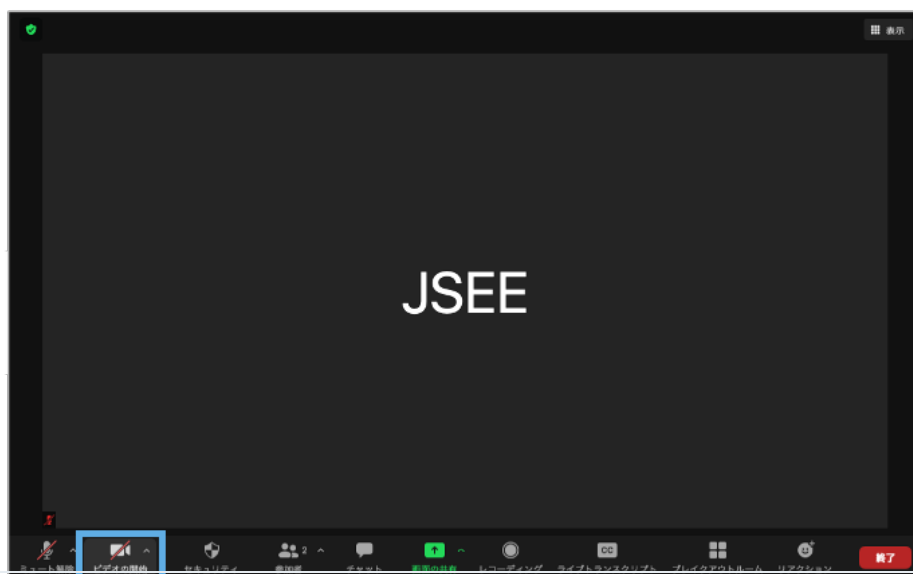 表示
JSEE
ミュート解除 ビデオの開始 セキュリティ 参加者 2 チャット 画面の共有 レコーディング CC ライブトランスクリプト ブレイクアウトルーム リアクション 終了